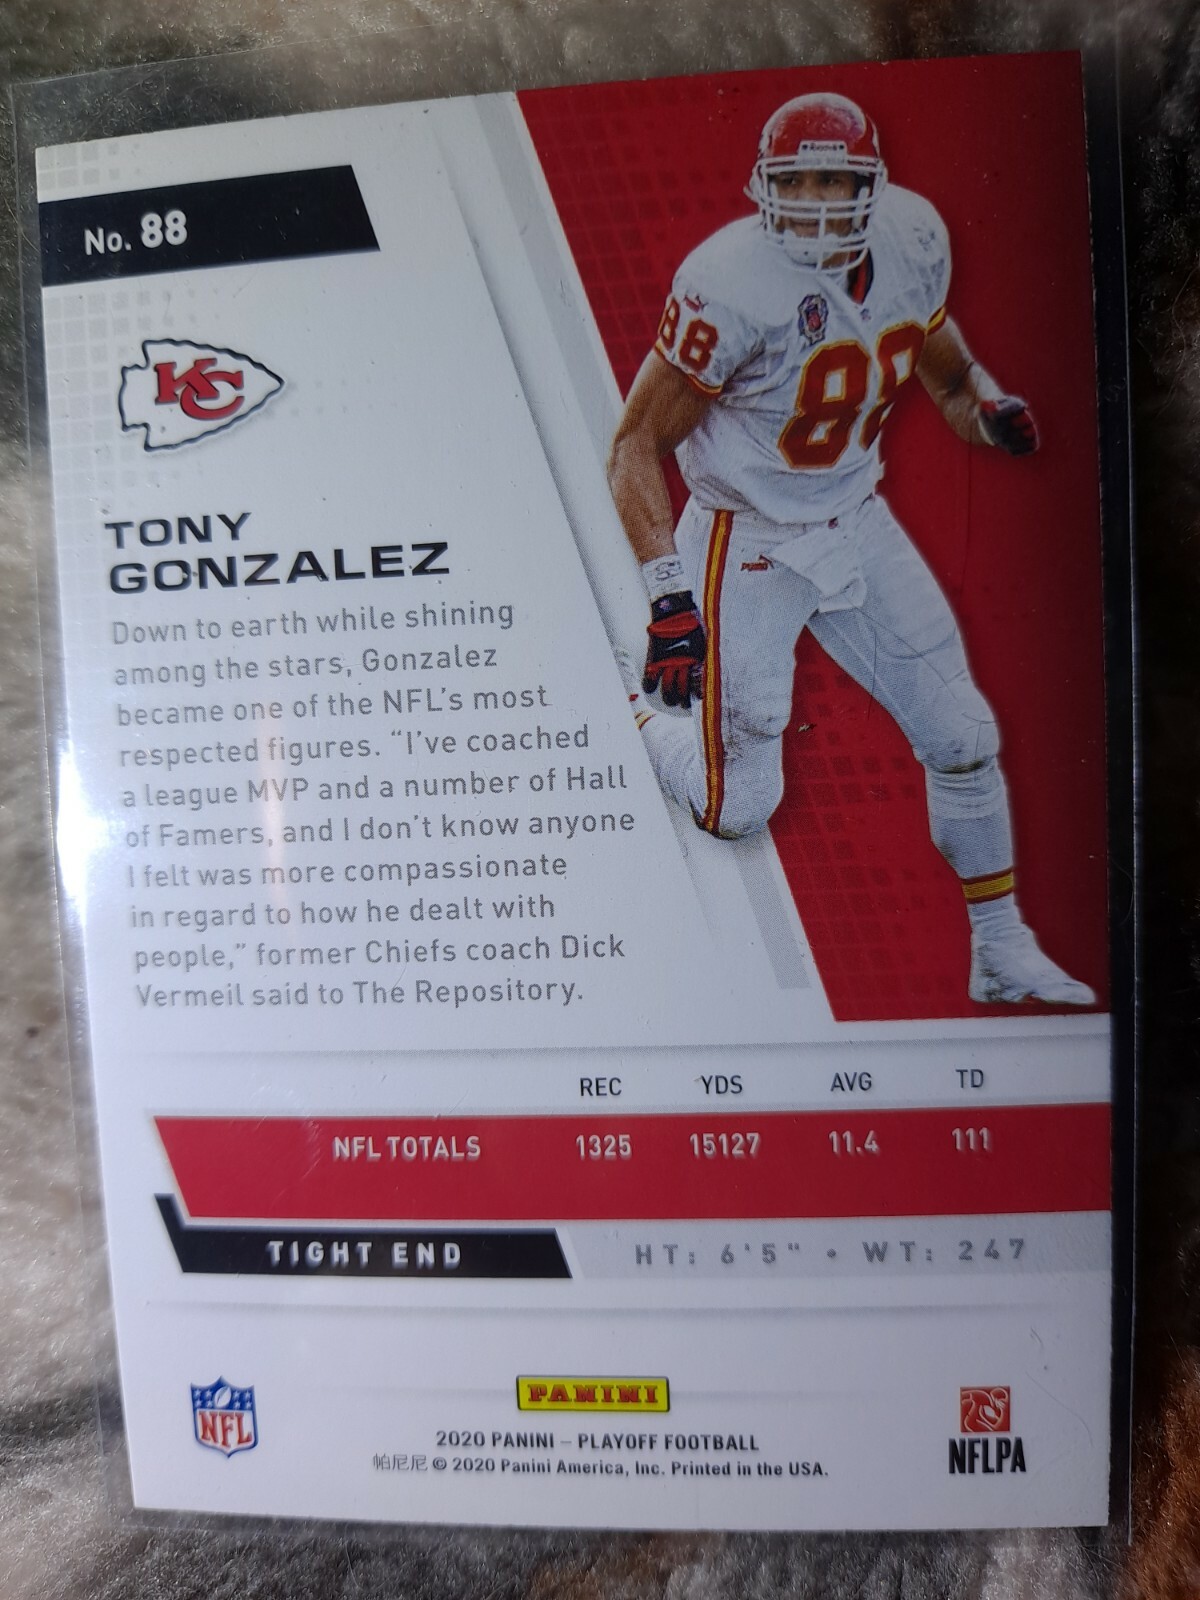 No. 88
KC
TONY
GONZALEZ
Down to earth while shining
among the stars, Gonzalez
became one of the NFL's most
respected figures. "I've coached
a league MVP and a number of Hall
of Famers, and I don't know anyone
I felt was more compassionate
in regard to how he dealt with
people," former Chiefs coach Dick
Vermeil said to The Repository.
88
88
REC YDS AVG TD
NFL TOTALS 1325 15127 11.4 111
TIGHT END HT: 6'5" • WT: 247
NFL
PANINI
2020 PANINI – PLAYOFF FOOTBALL
帕尼尼 © 2020 Panini America, Inc. Printed in the USA.
NFLPA